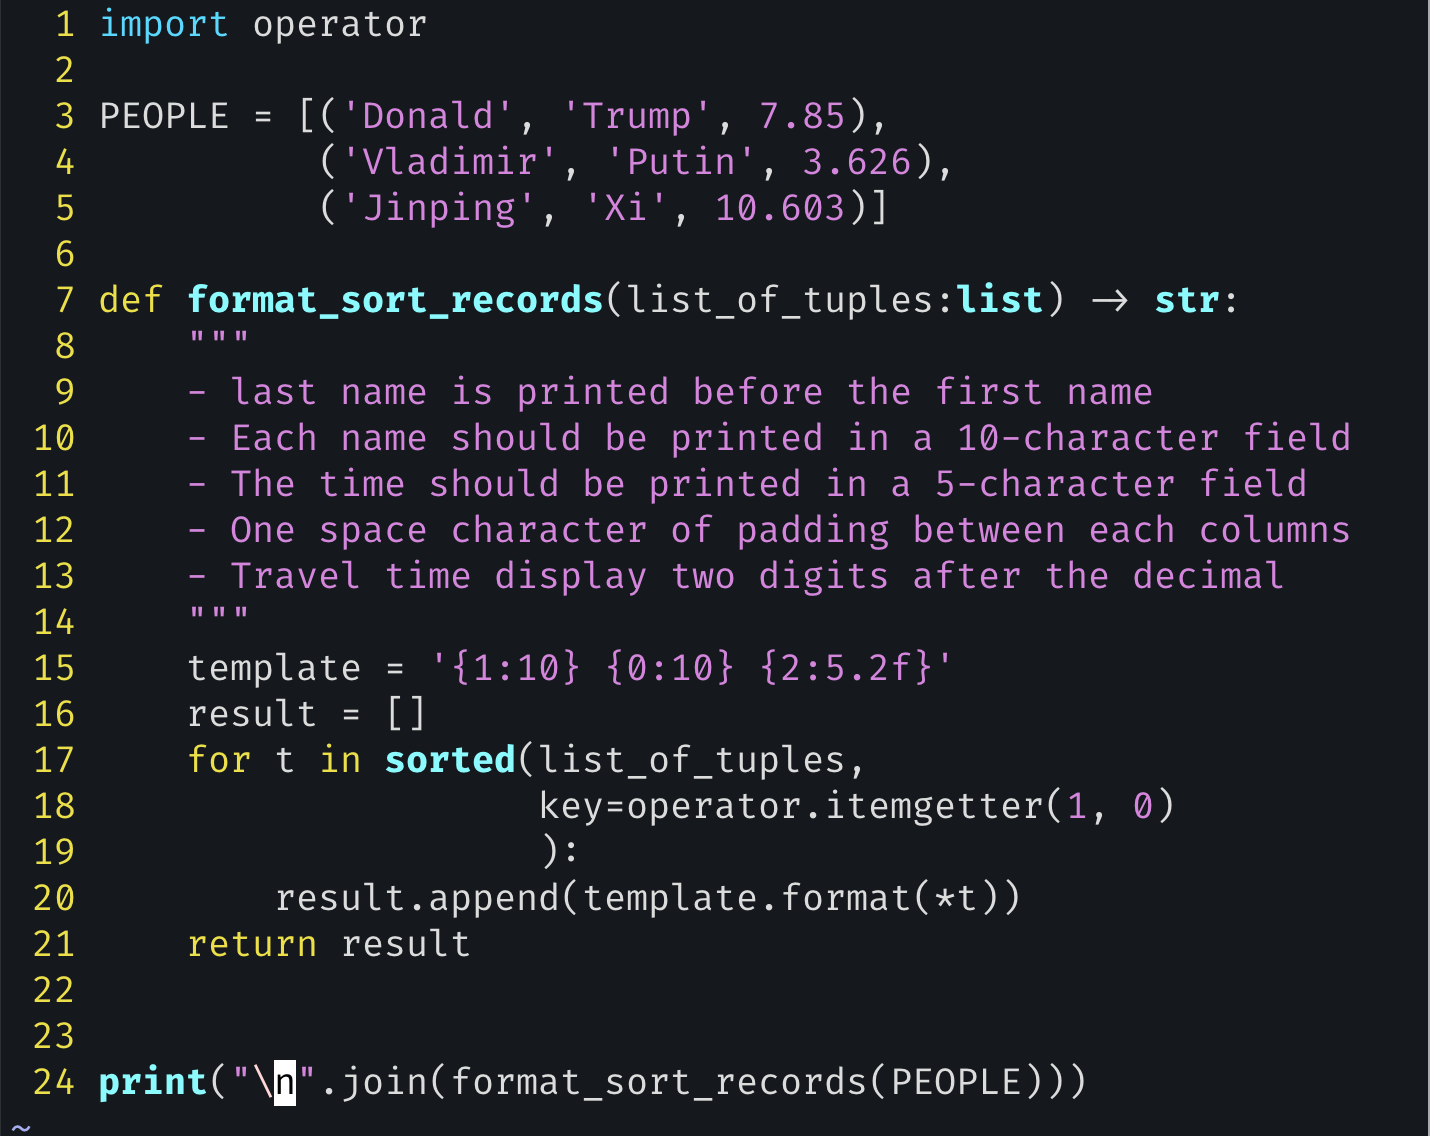 1 import operator
2
3 PEOPLE = [('Donald', 'Trump', 7.85),
4           ('Vladimir', 'Putin', 3.626),
5           ('Jinping', 'Xi', 10.603)]
6
7 def format_sort_records(list_of_tuples:list) -> str:
8     """
9     - last name is printed before the first name
10     - Each name should be printed in a 10-character field
11     - The time should be printed in a 5-character field
12     - One space character of padding between each columns
13     - Travel time display two digits after the decimal
14     """
15     template = '{1:10} {0:10} {2:5.2f}'
16     result = []
17     for t in sorted(list_of_tuples,
18                     key=operator.itemgetter(1, 0)
19                     ):
20         result.append(template.format(*t))
21     return result
22
23
24 print("\n".join(format_sort_records(PEOPLE)))
~